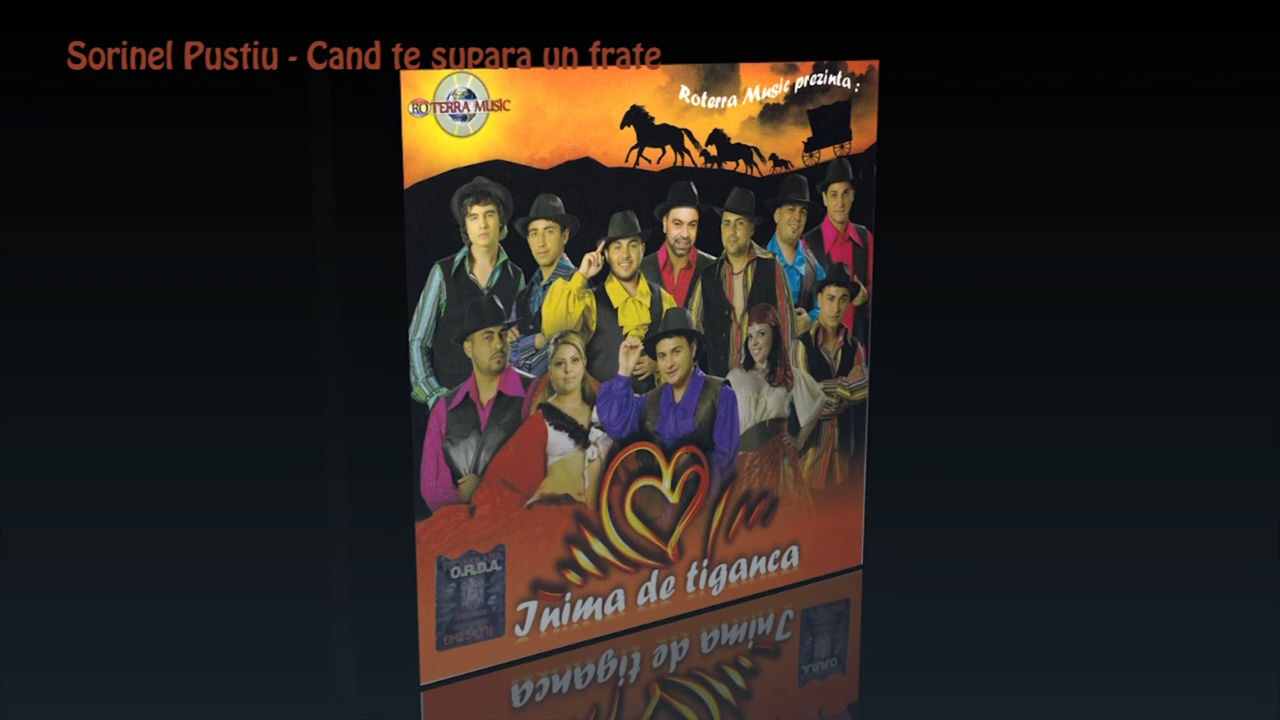 Sorinel Pustiu - Cand te supara un frate
ROTERRA MUSIC
Roterra Music prezinta :
O.R.D.A.
Inima de tiganca